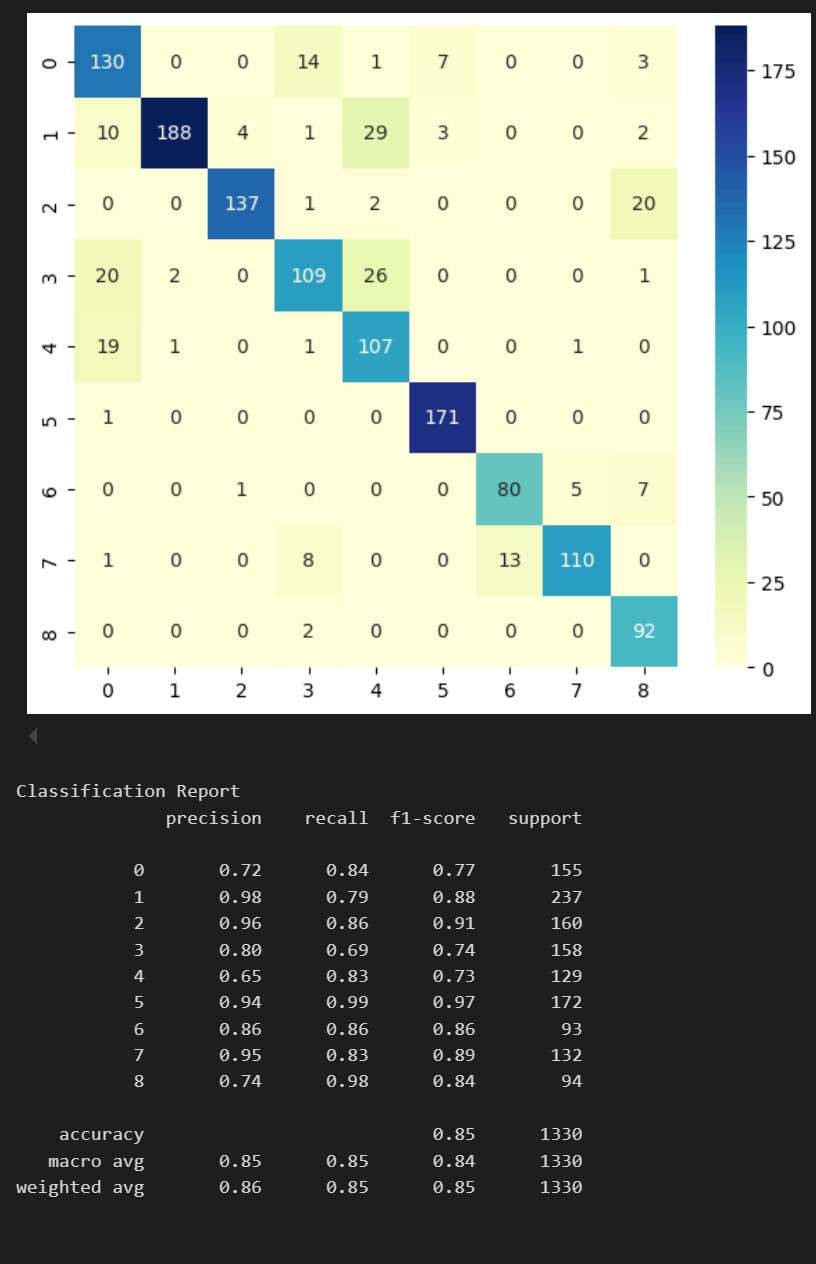 0 130 0 0 14 1 7 0 0 3
175
1 10 188 4 1 29 3 0 0 2
150
2 0 0 137 1 2 0 0 0 20
125
3 20 2 0 109 26 0 0 0 1
100
4 19 1 0 1 107 0 0 1 0
75
5 1 0 0 0 0 171 0 0 0
50
6 0 0 1 0 0 0 80 5 7
25
7 1 0 0 8 0 0 13 110 0
8 0 0 0 2 0 0 0 0 92
0
0 1 2 3 4 5 6 7 8
Classification Report
precision recall f1-score support
0 0.72 0.84 0.77 155
1 0.98 0.79 0.88 237
2 0.96 0.86 0.91 160
3 0.80 0.69 0.74 158
4 0.65 0.83 0.73 129
5 0.94 0.99 0.97 172
6 0.86 0.86 0.86 93
7 0.95 0.83 0.89 132
8 0.74 0.98 0.84 94
accuracy 0.85 1330
macro avg 0.85 0.85 0.84 1330
weighted avg 0.86 0.85 0.85 1330